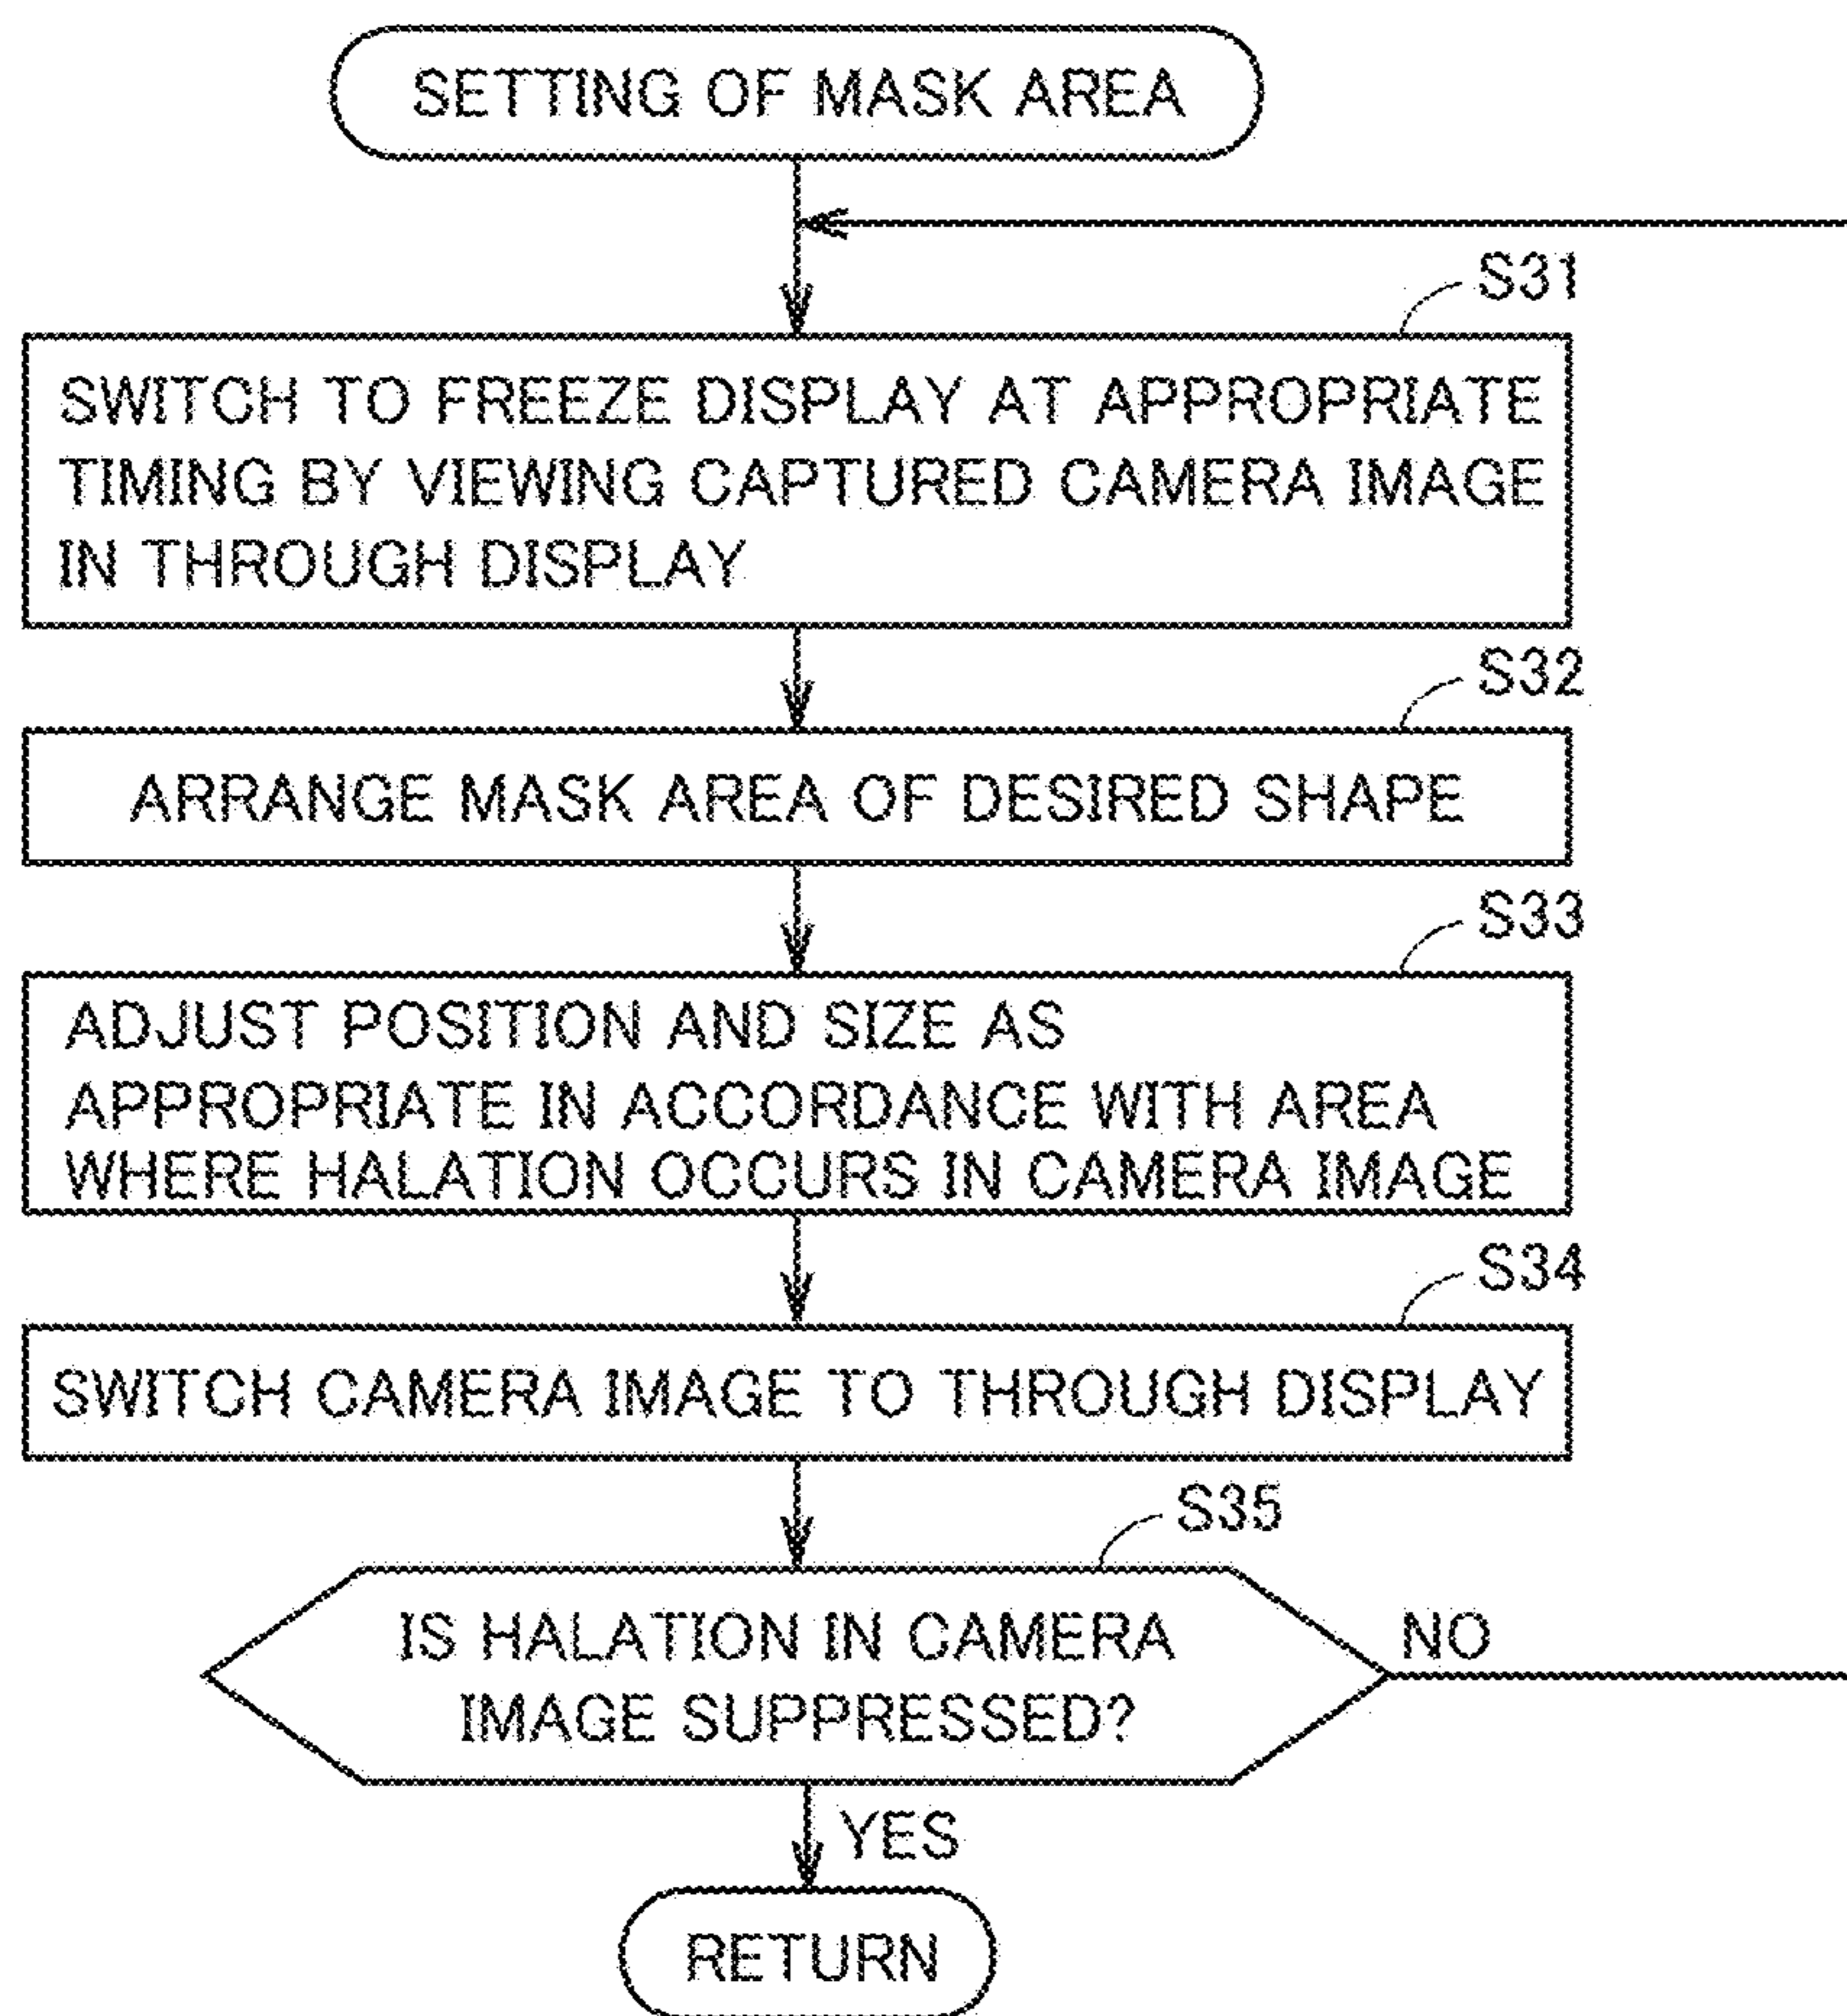 SETTING OF MASK AREA
S31
SWITCH TO FREEZE DISPLAY AT APPROPRIATE
TIMING BY VIEWING CAPTURED CAMERA IMAGE
IN THROUGH DISPLAY
S32
ARRANGE MASK AREA OF DESIRED SHAPE
S33
ADJUST POSITION AND SIZE AS
APPROPRIATE IN ACCORDANCE WITH AREA
WHERE HALATION OCCURS IN CAMERA IMAGE
S34
SWITCH CAMERA IMAGE TO THROUGH DISPLAY
S35
IS HALATION IN CAMERA
IMAGE SUPPRESSED?
NO
YES
RETURN